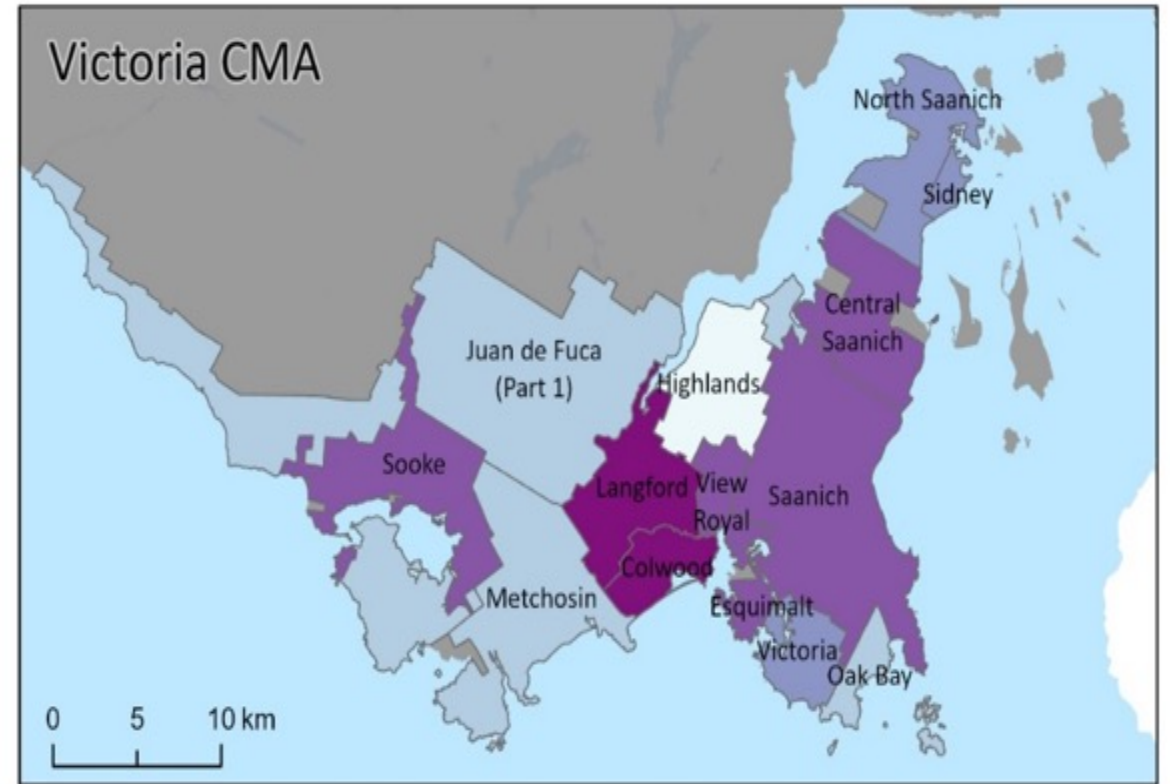 Victoria CMA
North Saanich
Sidney
Central
Saanich
Juan de Fuca
(Part 1)
Highlands
Sooke
Langford
View
Royal
Saanich
Colwood
Metchosin
Esquimalt
Victoria
Oak Bay
0 5 10 km